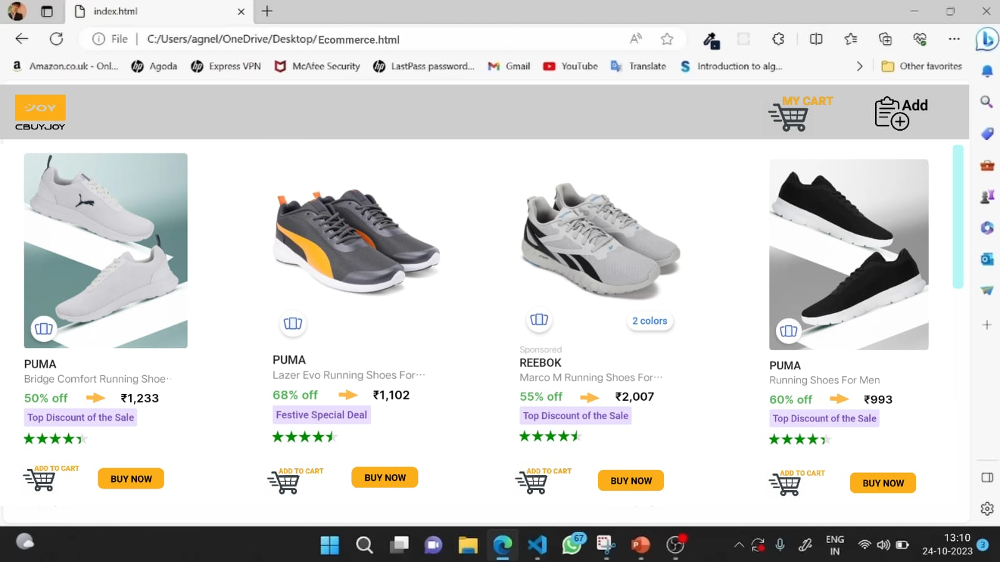 index.html
File
C:/Users/agnel/OneDrive/Desktop/Ecommerce.html
Amazon.co.uk - Onl...
Agoda
Express VPN
McAfee Security
LastPass password...
Gmail
YouTube
Translate
Introduction to alg...
Other favorites
JOY
CBUYJOY
MY CART
Add
2 colors
PUMA
Bridge Comfort Running Shoe···
50% off ₹1,233
Top Discount of the Sale
ADD TO CART
BUY NOW
PUMA
Lazer Evo Running Shoes For···
68% off ₹1,102
Festive Special Deal
ADD TO CART
BUY NOW
Sponsored
REEBOK
Marco M Running Shoes For···
55% off ₹2,007
Top Discount of the Sale
ADD TO CART
BUY NOW
PUMA
Running Shoes For Men
60% off ₹993
Top Discount of the Sale
ADD TO CART
BUY NOW
67
ENG
IN
13:10
24-10-2023
3